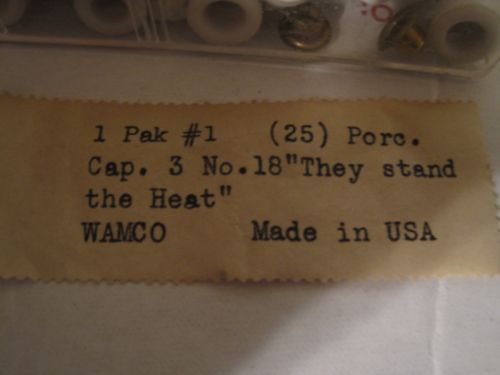 1 Pak #1 (25) Porc.
Cap. 3 No.18"They stand
the Heat"
WAMCO Made in USA